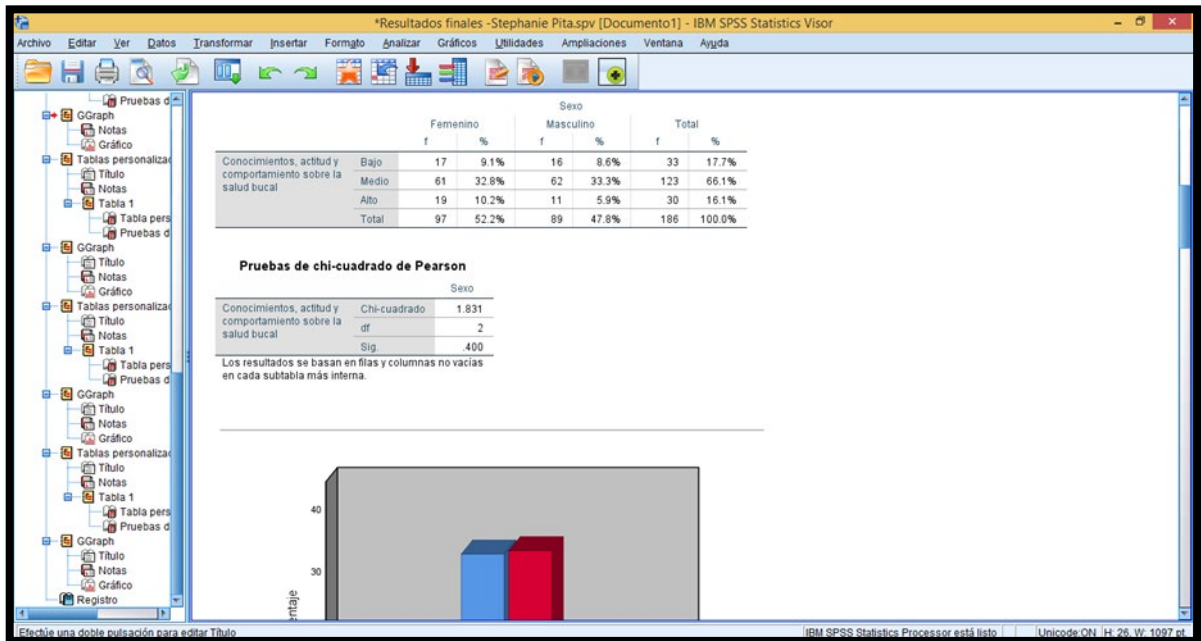 *Resultados finales -Stephanie Pita.spv [Documento1] - IBM SPSS Statistics Visor
Archivo Editar Ver Datos Transformar Insertar Formato Analizar Gráficos Utilidades Ampliaciones Ventana Ayuda
Pruebas d
GGraph
Notas
Gráfico
Tablas personalizad
Título
Notas
Tabla 1
Tabla pers
Pruebas d
GGraph
Título
Notas
Gráfico
Tablas personalizad
Título
Notas
Tabla 1
Tabla pers
Pruebas d
GGraph
Título
Notas
Gráfico
Tablas personalizad
Título
Notas
Tabla 1
Tabla pers
Pruebas d
GGraph
Título
Notas
Gráfico
Registro
Sexo
Femenino Masculino Total
f % f % f %
Conocimientos, actitud y comportamiento sobre la salud bucal
Bajo 17 9.1% 16 8.6% 33 17.7%
Medio 61 32.8% 62 33.3% 123 66.1%
Alto 19 10.2% 11 5.9% 30 16.1%
Total 97 52.2% 89 47.8% 186 100.0%
Pruebas de chi-cuadrado de Pearson
Sexo
Conocimientos, actitud y comportamiento sobre la salud bucal
Chi-cuadrado 1.831
df 2
Sig. .400
Los resultados se basan en filas y columnas no vacías
en cada subtabla más interna.
40
30
entaje
Efectúe una doble pulsación para editar Título IBM SPSS Statistics Processor está listo Unicode:ON H: 26, W: 1097 pt.